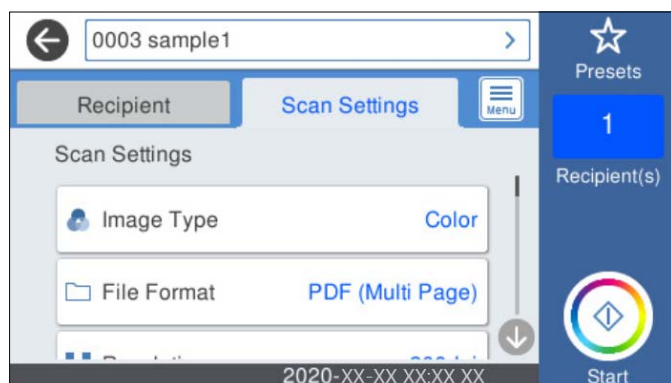 0003 sample1
Presets
Recipient
Scan Settings
Menu
1
Recipient(s)
Scan Settings
Image Type
Color
File Format
PDF (Multi Page)
2020-XX-XX XX:XX XX
Start